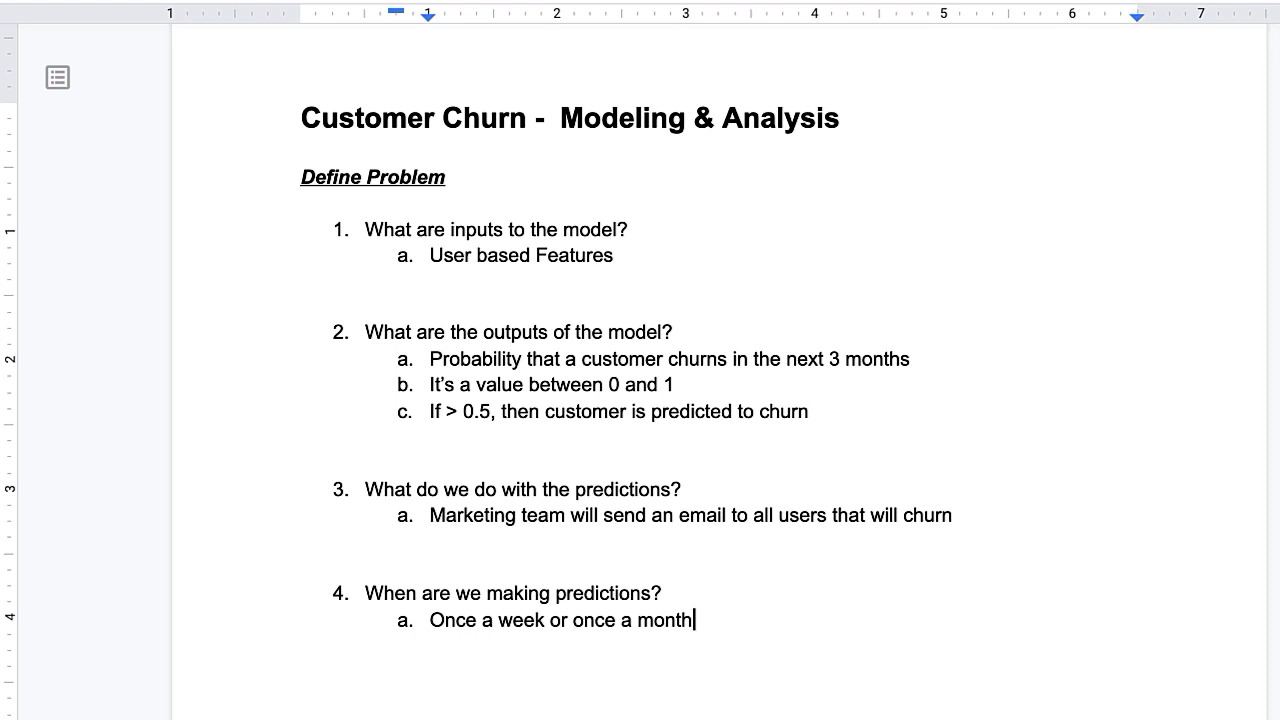 1 1 2 3 4 5 6 7
Customer Churn -  Modeling & Analysis
Define Problem
1. What are inputs to the model?
a. User based Features
1
2. What are the outputs of the model?
a. Probability that a customer churns in the next 3 months
2
b. It's a value between 0 and 1
c. If > 0.5, then customer is predicted to churn
3. What do we do with the predictions?
3
a. Marketing team will send an email to all users that will churn
4. When are we making predictions?
a. Once a week or once a month
4